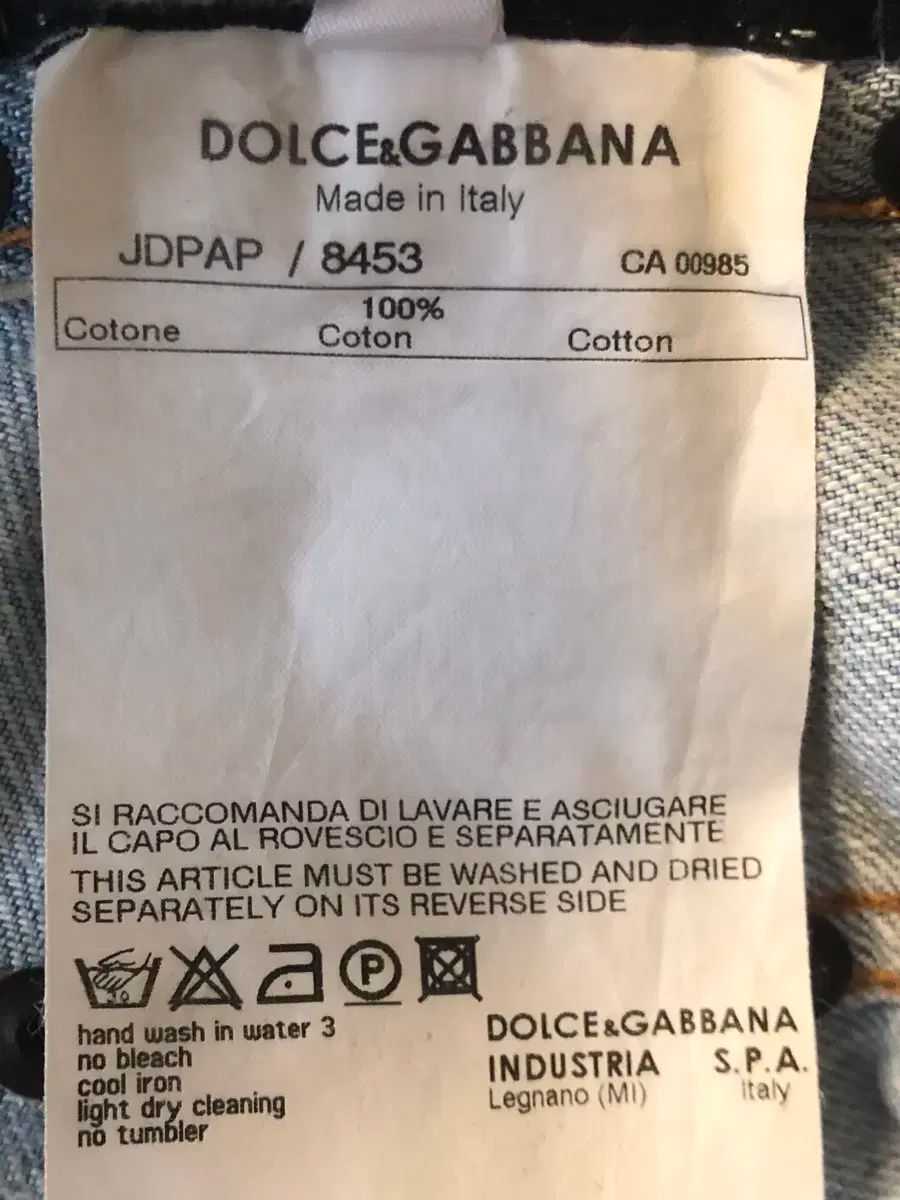 DOLCE&GABBANA
Made in Italy
JDPAP / 8453 CA 00985
100%
Cotone Coton Cotton
SI RACCOMANDA DI LAVARE E ASCIUGARE
IL CAPO AL ROVESCIO E SEPARATAMENTE
THIS ARTICLE MUST BE WASHED AND DRIED
SEPARATELY ON ITS REVERSE SIDE
30 P
hand wash in water 3
no bleach
cool iron
light dry cleaning
no tumbler
DOLCE&GABBANA
INDUSTRIA S.P.A.
Legnano (MI) Italy